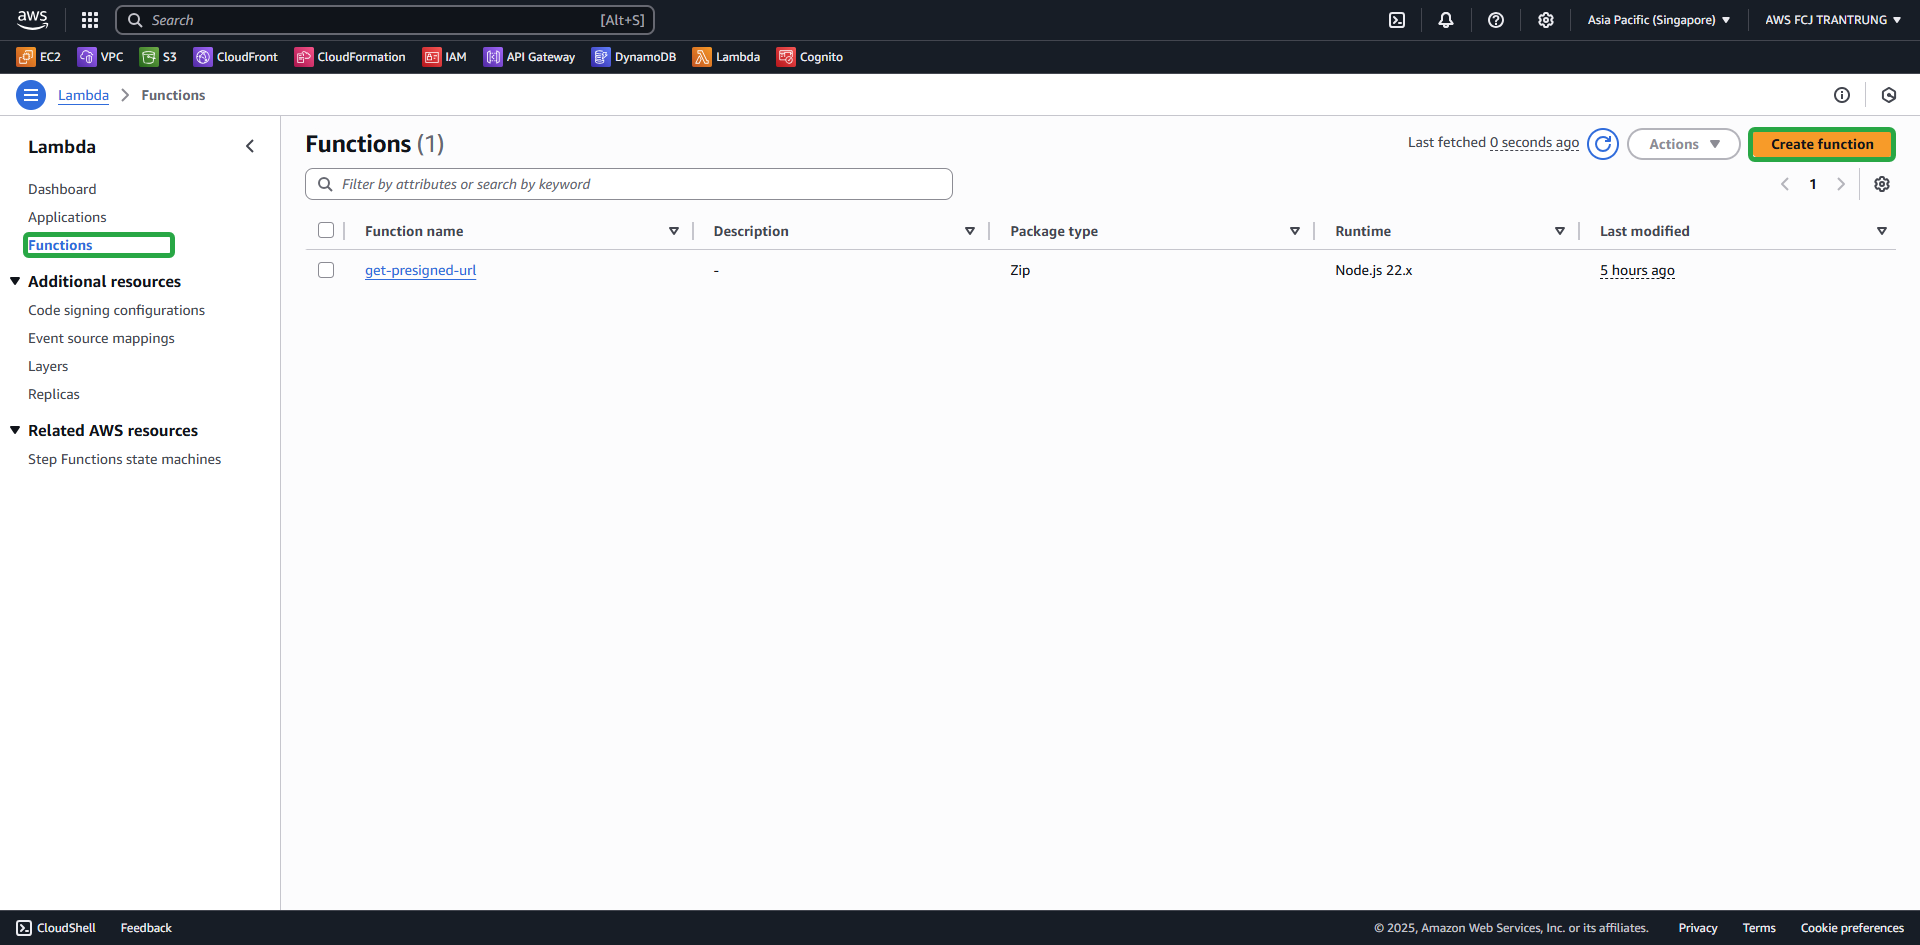 aws
Search [Alt+S]
Asia Pacific (Singapore)
AWS FCJ TRANTRUNG
EC2 VPC S3 CloudFront CloudFormation IAM API Gateway DynamoDB Lambda Cognito
Lambda Functions
Lambda
Dashboard
Applications
Functions
Additional resources
Code signing configurations
Event source mappings
Layers
Replicas
Related AWS resources
Step Functions state machines
Functions (1)
Last fetched 0 seconds ago
Actions
Create function
Filter by attributes or search by keyword
1
Function name Description Package type Runtime Last modified
get-presigned-url - Zip Node.js 22.x 5 hours ago
CloudShell Feedback
© 2025, Amazon Web Services, Inc. or its affiliates. Privacy Terms Cookie preferences